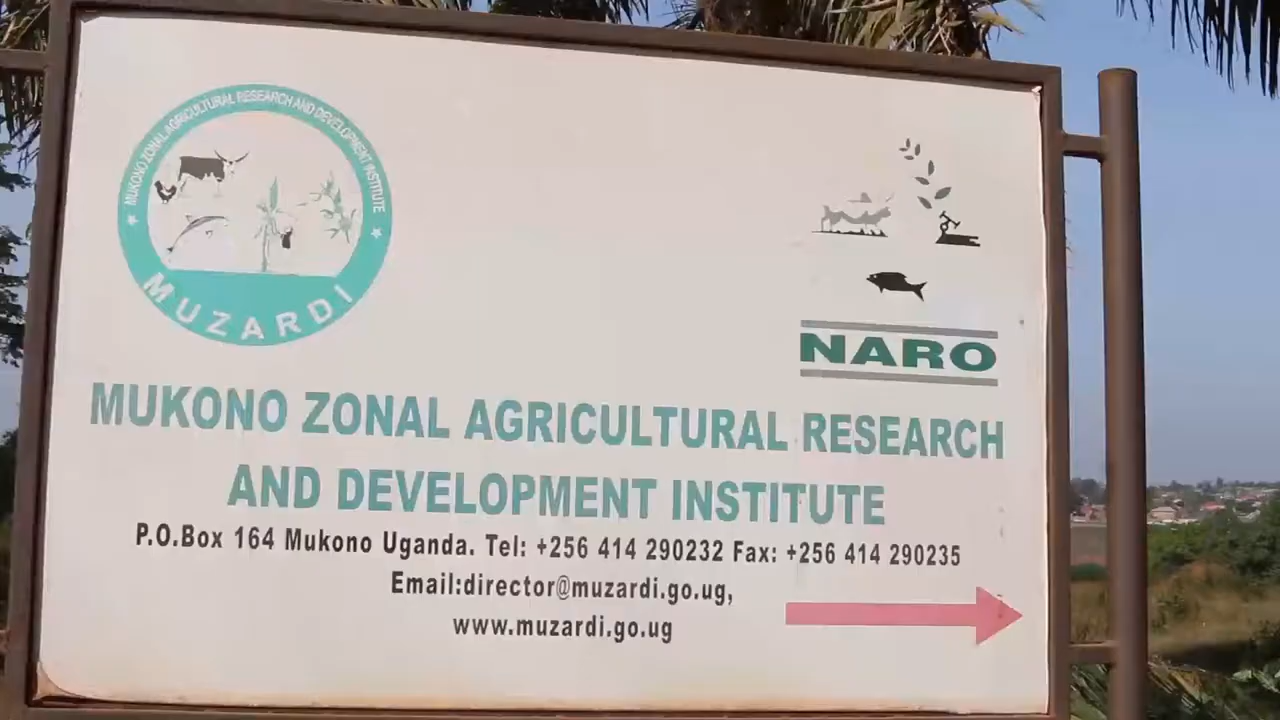 MUKONO ZONAL AGRICULTURAL RESEARCH AND DEVELOPMENT INSTITUTE
MUZARDI
NARO
MUKONO ZONAL AGRICULTURAL RESEARCH
AND DEVELOPMENT INSTITUTE
P.O.Box 164 Mukono Uganda. Tel: +256 414 290232 Fax: +256 414 290235
Email:director@muzardi.go.ug,
www.muzardi.go.ug